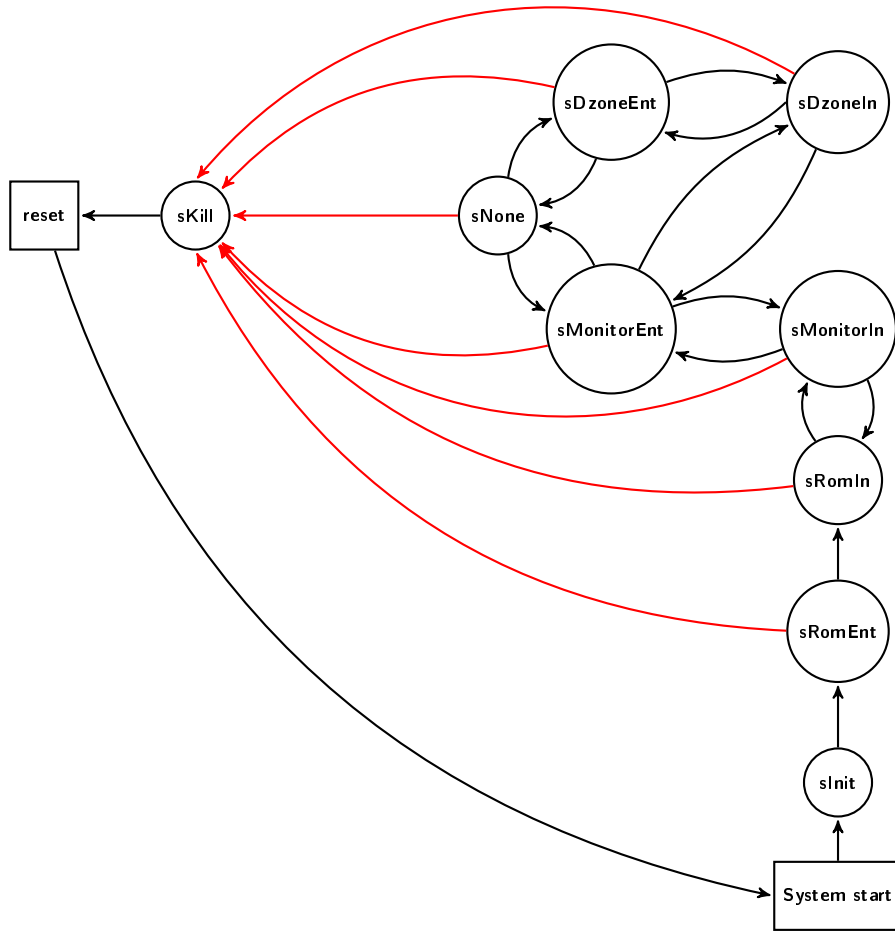 sDzoneEnt
sDzoneIn
reset
sKill
sNone
sMonitorEnt
sMonitorIn
sRomIn
sRomEnt
sInit
System start